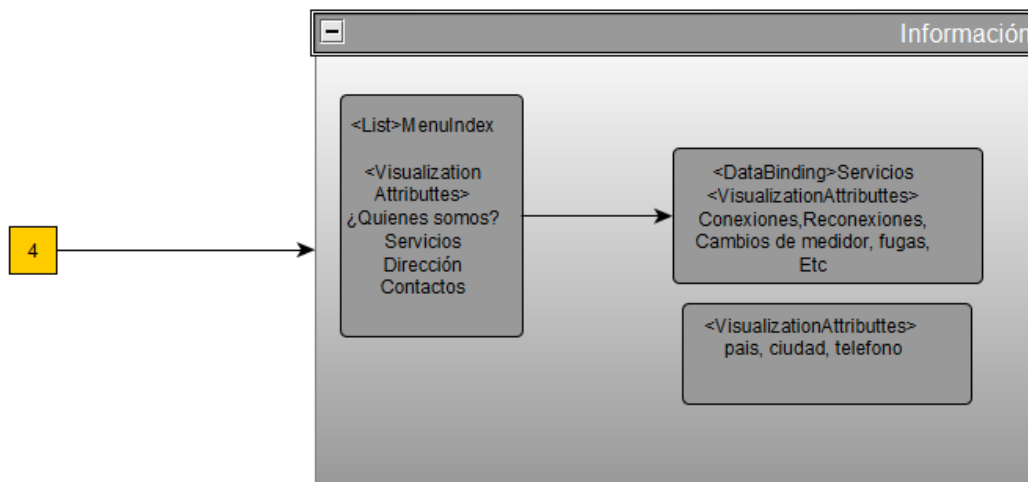 Información
<List>MenuIndex
<Visualization
Attributtes>
¿Quienes somos?
Servicios
Dirección
Contactos
<DataBinding>Servicios
<VisualizationAttributtes>
Conexiones,Reconexiones,
Cambios de medidor, fugas,
Etc
4
<VisualizationAttributtes>
pais, ciudad, telefono